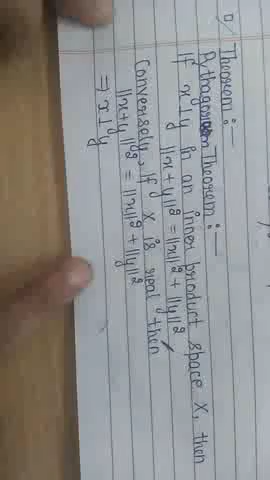 Theorem :-
Pythagoras Theorem :-
If x⊥y in an inner product space X, then
||x+y||² = ||x||² + ||y||²
Conversely, If X is real then
||x+y||² = ||x||² + ||y||²
⇒ x⊥y